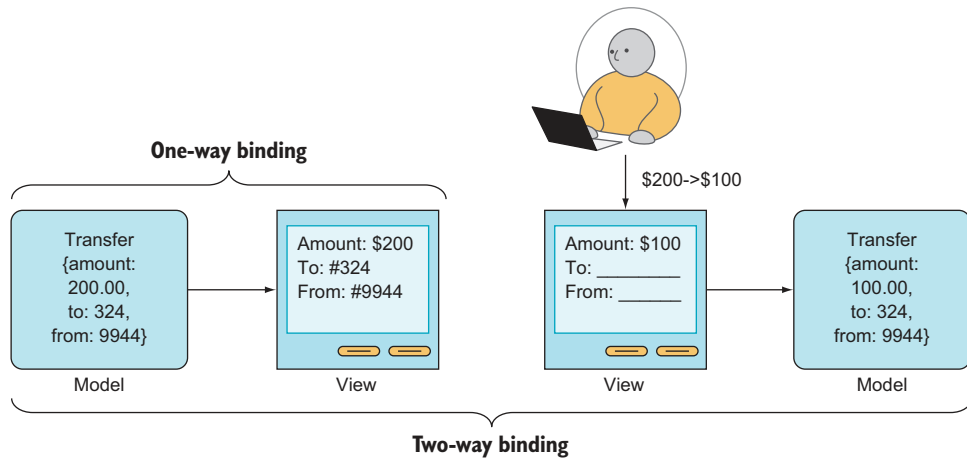 One-way binding
$200->$100
Transfer
{amount:
200.00,
to: 324,
from: 9944}
Model
Amount: $200
To: #324
From: #9944
View
Amount: $100
To: ________
From: ______
View
Transfer
{amount:
100.00,
to: 324,
from: 9944}
Model
Two-way binding